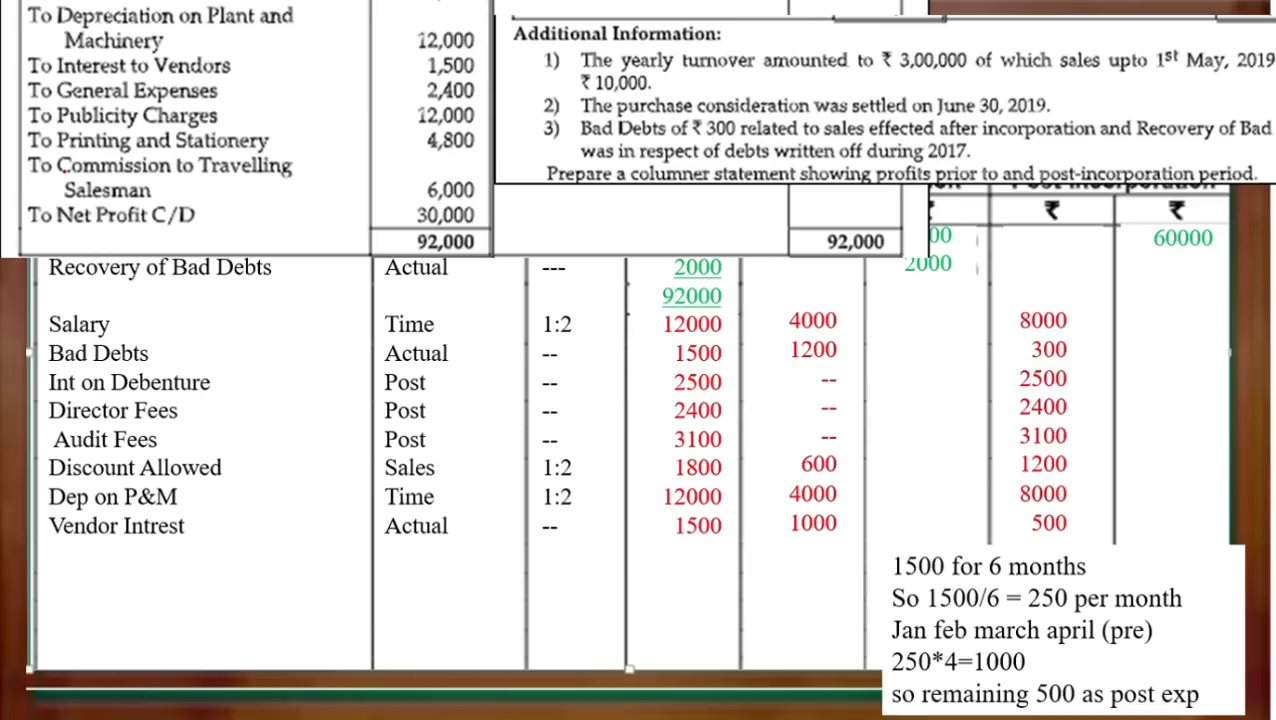 To Depreciation on Plant and
Machinery 12,000
To Interest to Vendors 1,500
To General Expenses 2,400
To Publicity Charges 12,000
To Printing and Stationery 4,800
To Commission to Travelling
Salesman 6,000
To Net Profit C/D 30,000
92,000 92,000
Additional Information:
1) The yearly turnover amounted to ₹ 3,00,000 of which sales upto 1st May, 2019
₹ 10,000.
2) The purchase consideration was settled on June 30, 2019.
3) Bad Debts of ₹ 300 related to sales effected after incorporation and Recovery of Bad
was in respect of debts written off during 2017.
Prepare a columner statement showing profits prior to and post-incorporation period.
₹ ₹
00 60000
Recovery of Bad Debts Actual --- 2000 2000
92000
Salary Time 1:2 12000 4000 8000
Bad Debts Actual -- 1500 1200 300
Int on Debenture Post -- 2500 -- 2500
Director Fees Post -- 2400 -- 2400
Audit Fees Post -- 3100 -- 3100
Discount Allowed Sales 1:2 1800 600 1200
Dep on P&M Time 1:2 12000 4000 8000
Vendor Intrest Actual -- 1500 1000 500
1500 for 6 months
So 1500/6 = 250 per month
Jan feb march april (pre)
250*4=1000
so remaining 500 as post exp